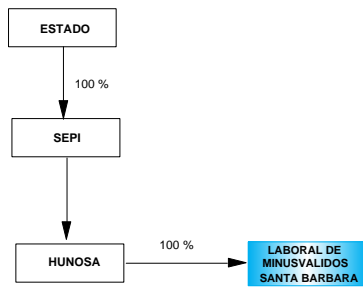 ESTADO
100 %
SEPI
HUNOSA
100 %
LABORAL DE
MINUSVALIDOS
SANTA BARBARA